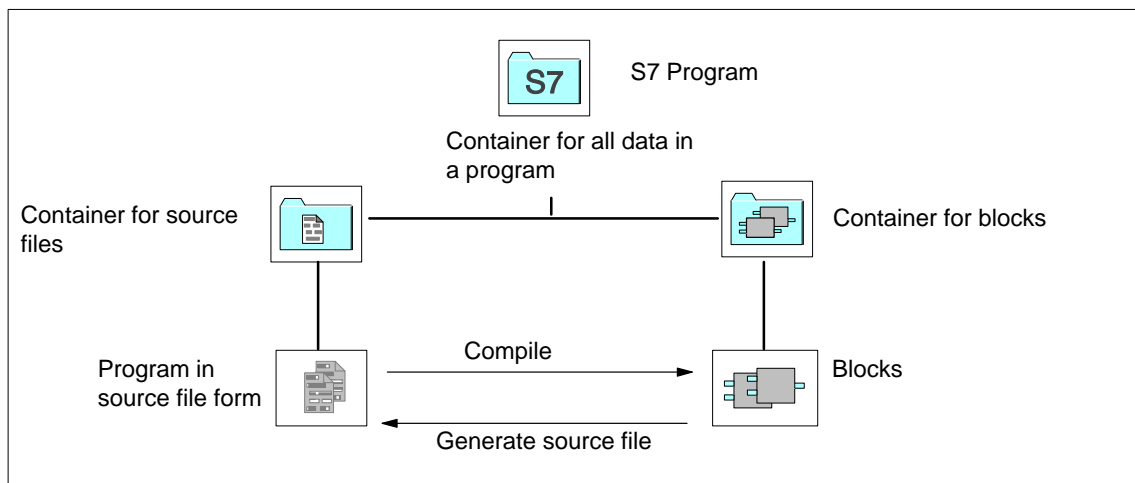 S7
S7 Program
Container for all data in
a program
Container for source
files
Container for blocks
Program in
source file form
Compile
Blocks
Generate source file